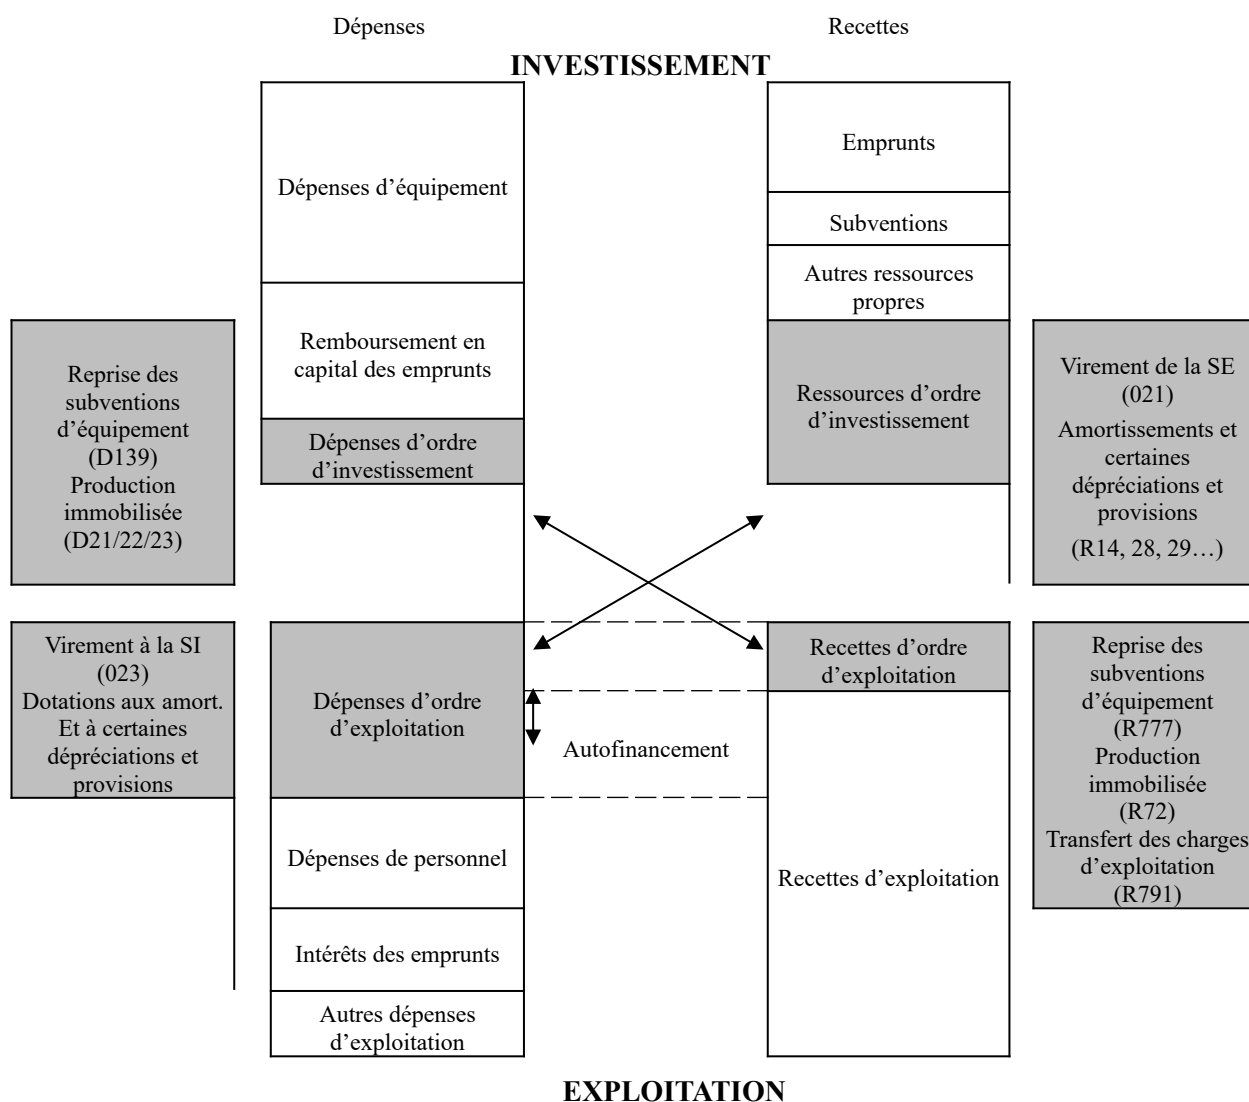 Dépenses
Recettes
INVESTISSEMENT
Dépenses d’équipement
Remboursement en
capital des emprunts
Dépenses d’ordre
d’investissement
Emprunts
Subventions
Autres ressources
propres
Ressources d’ordre
d’investissement
Reprise des
subventions
d’équipement
(D139)
Production
immobilisée
(D21/22/23)
Virement de la SE
(021)
Amortissements et
certaines
dépréciations et
provisions
(R14, 28, 29…)
Virement à la SI
(023)
Dotations aux amort.
Et à certaines
dépréciations et
provisions
Dépenses d’ordre
d’exploitation
Autofinancement
Recettes d’ordre
d’exploitation
Reprise des
subventions
d’équipement
(R777)
Production
immobilisée
(R72)
Transfert des charges
d’exploitation
(R791)
Dépenses de personnel
Recettes d’exploitation
Intérêts des emprunts
Autres dépenses
d’exploitation
EXPLOITATION